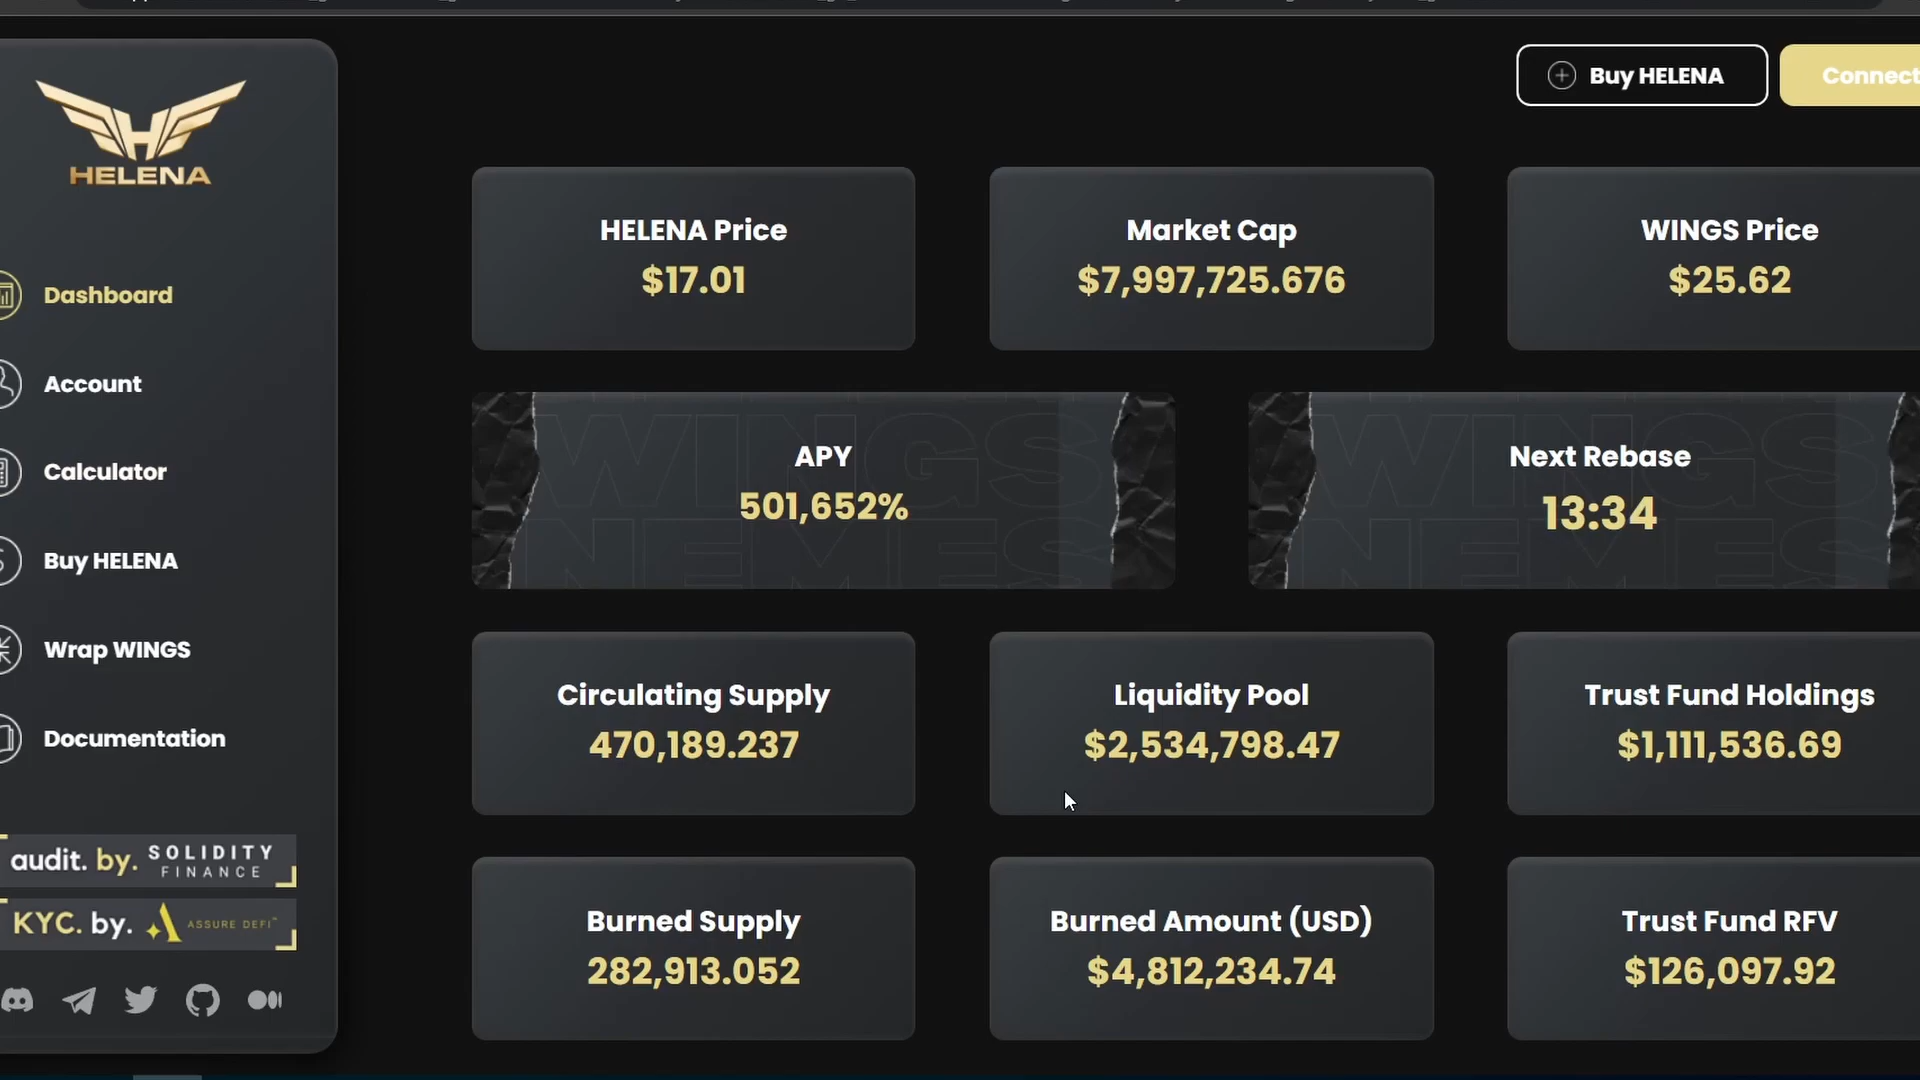 HELENA
Dashboard
Account
Calculator
Buy HELENA
Wrap WINGS
Documentation
audit. by. SOLIDITY
FINANCE
KYC. by. ASSURE DEFI
Buy HELENA
Connect
HELENA Price
$17.01
Market Cap
$7,997,725.676
WINGS Price
$25.62
WINGS
NEMES
APY
501,652%
WINGS
NEMES
Next Rebase
13:34
Circulating Supply
470,189.237
Liquidity Pool
$2,534,798.47
Trust Fund Holdings
$1,111,536.69
Burned Supply
282,913.052
Burned Amount (USD)
$4,812,234.74
Trust Fund RFV
$126,097.92